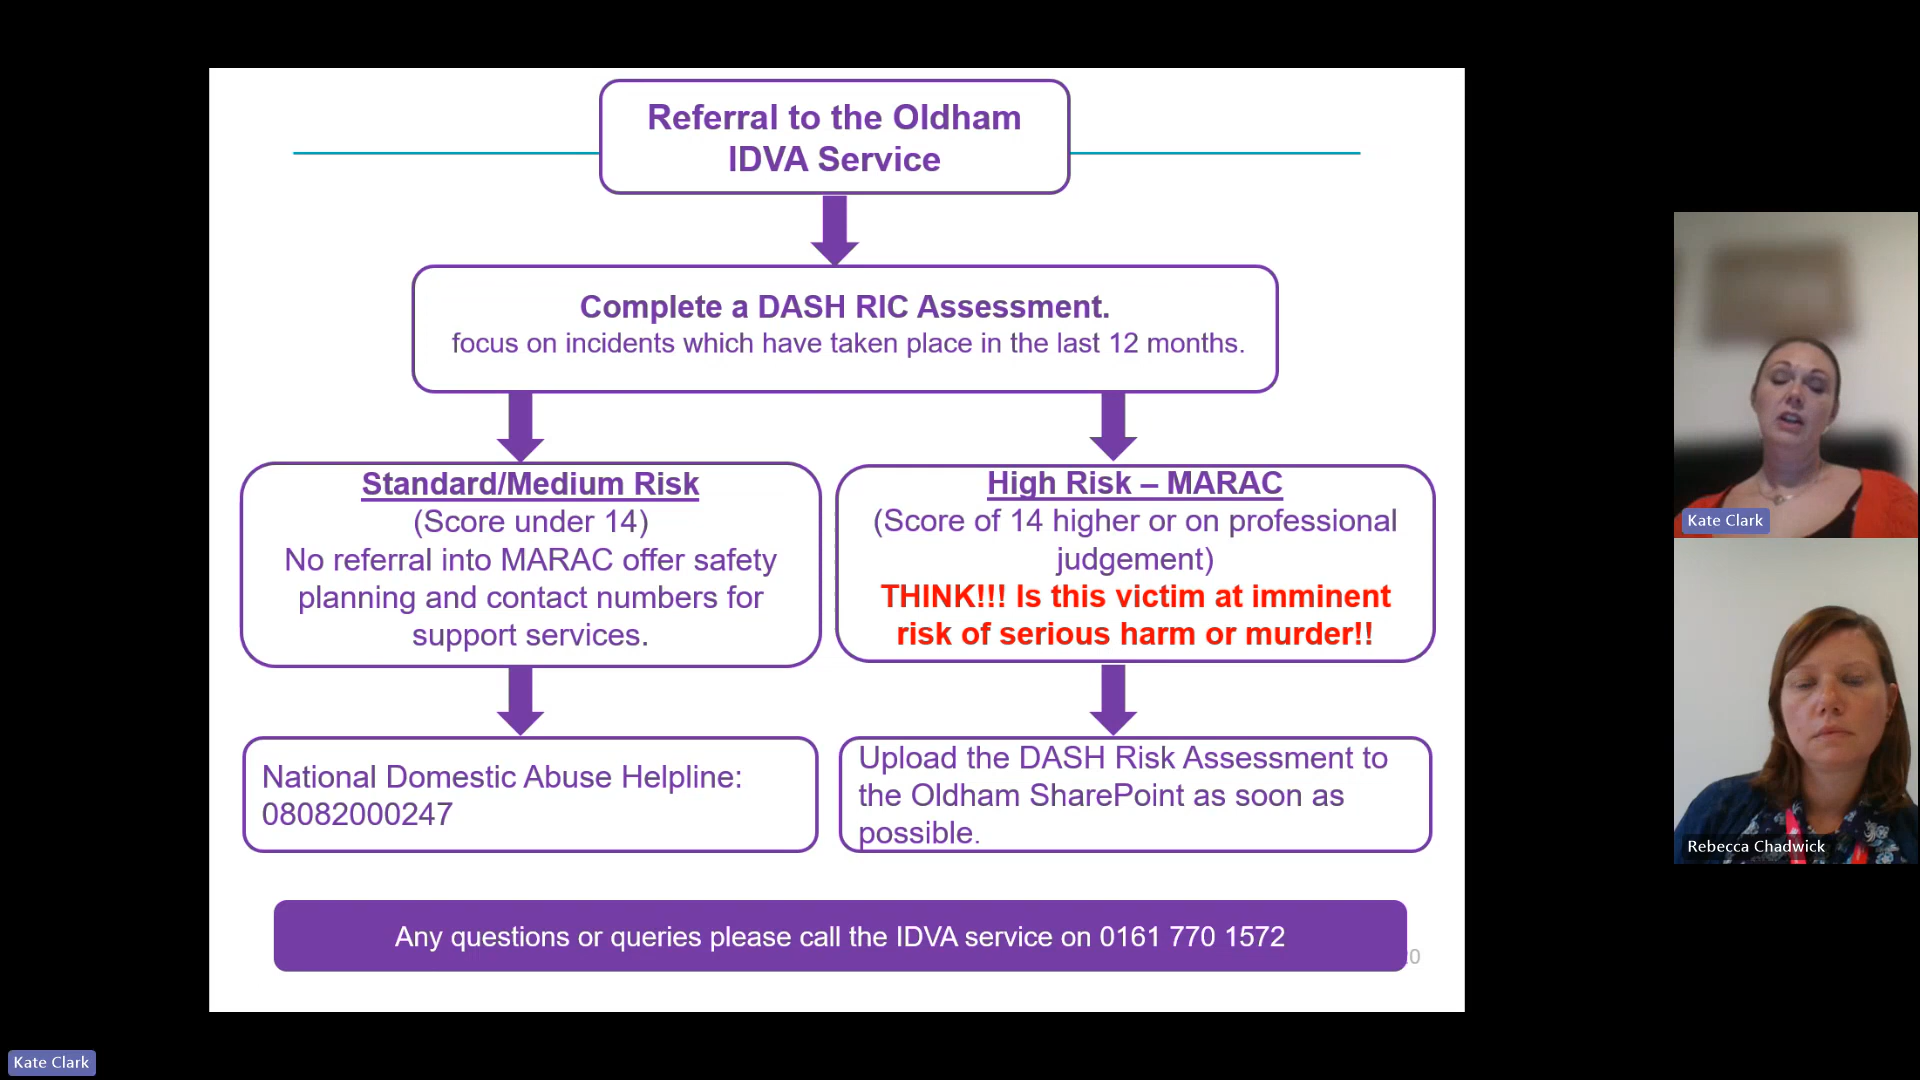 Referral to the Oldham
IDVA Service
Complete a DASH RIC Assessment.
focus on incidents which have taken place in the last 12 months.
Standard/Medium Risk
(Score under 14)
No referral into MARAC offer safety
planning and contact numbers for
support services.
High Risk – MARAC
(Score of 14 higher or on professional
judgement)
THINK!!! Is this victim at imminent
risk of serious harm or murder!!
National Domestic Abuse Helpline:
08082000247
Upload the DASH Risk Assessment to
the Oldham SharePoint as soon as
possible.
Any questions or queries please call the IDVA service on 0161 770 1572
Kate Clark
Rebecca Chadwick
Kate Clark